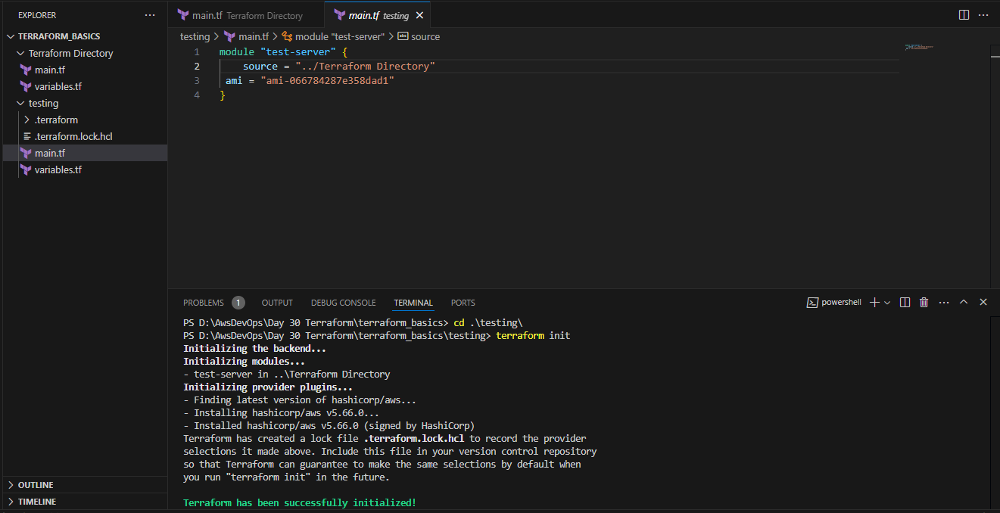 EXPLORER
TERRAFORM_BASICS
Terraform Directory
main.tf
variables.tf
testing
.terraform
.terraform.lock.hcl
main.tf
variables.tf
OUTLINE
TIMELINE
main.tf Terraform Directory
main.tf testing
testing > main.tf > module "test-server" > source
1 module "test-server" {
2 source = "../Terraform Directory"
3 ami = "ami-066784287e358dad1"
4 }
PROBLEMS 1 OUTPUT DEBUG CONSOLE TERMINAL PORTS powershell
PS D:\AwsDevOps\Day 30 Terraform\terraform_basics> cd .\testing\
PS D:\AwsDevOps\Day 30 Terraform\terraform_basics\testing> terraform init
Initializing the backend...
Initializing modules...
- test-server in ..\Terraform Directory
Initializing provider plugins...
- Finding latest version of hashicorp/aws...
- Installing hashicorp/aws v5.66.0...
- Installed hashicorp/aws v5.66.0 (signed by HashiCorp)
Terraform has created a lock file .terraform.lock.hcl to record the provider
selections it made above. Include this file in your version control repository
so that Terraform can guarantee to make the same selections by default when
you run "terraform init" in the future.
Terraform has been successfully initialized!